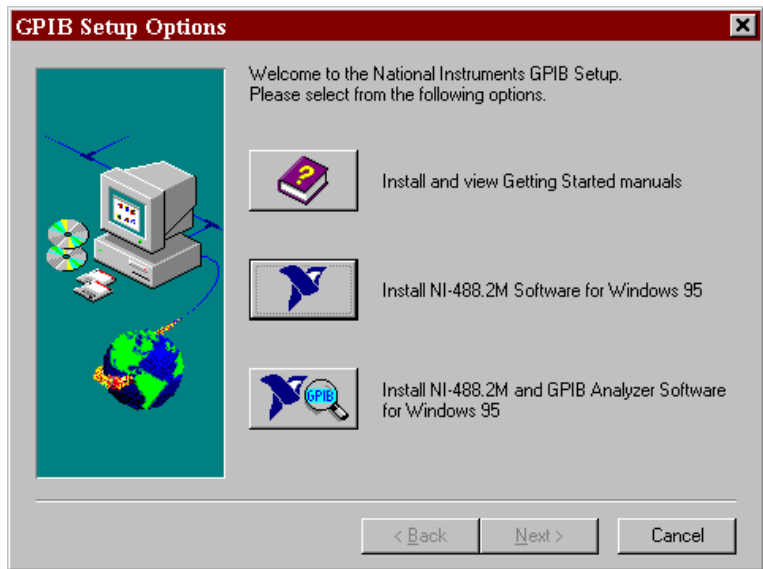 GPIB Setup Options
Welcome to the National Instruments GPIB Setup.
Please select from the following options.
Install and view Getting Started manuals
Install NI-488.2M Software for Windows 95
GPIB
Install NI-488.2M and GPIB Analyzer Software
for Windows 95
< Back
Next >
Cancel